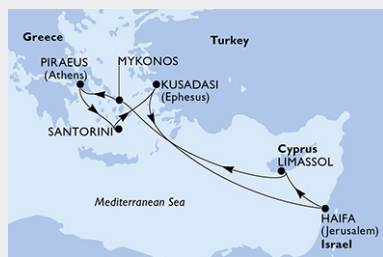 Greece
Turkey
PIRAEUS
(Athens)
MYKONOS
KUSADASI
(Ephesus)
SANTORINI
Cyprus
LIMASSOL
Mediterranean Sea
HAIFA
(Jerusalem)
Israel